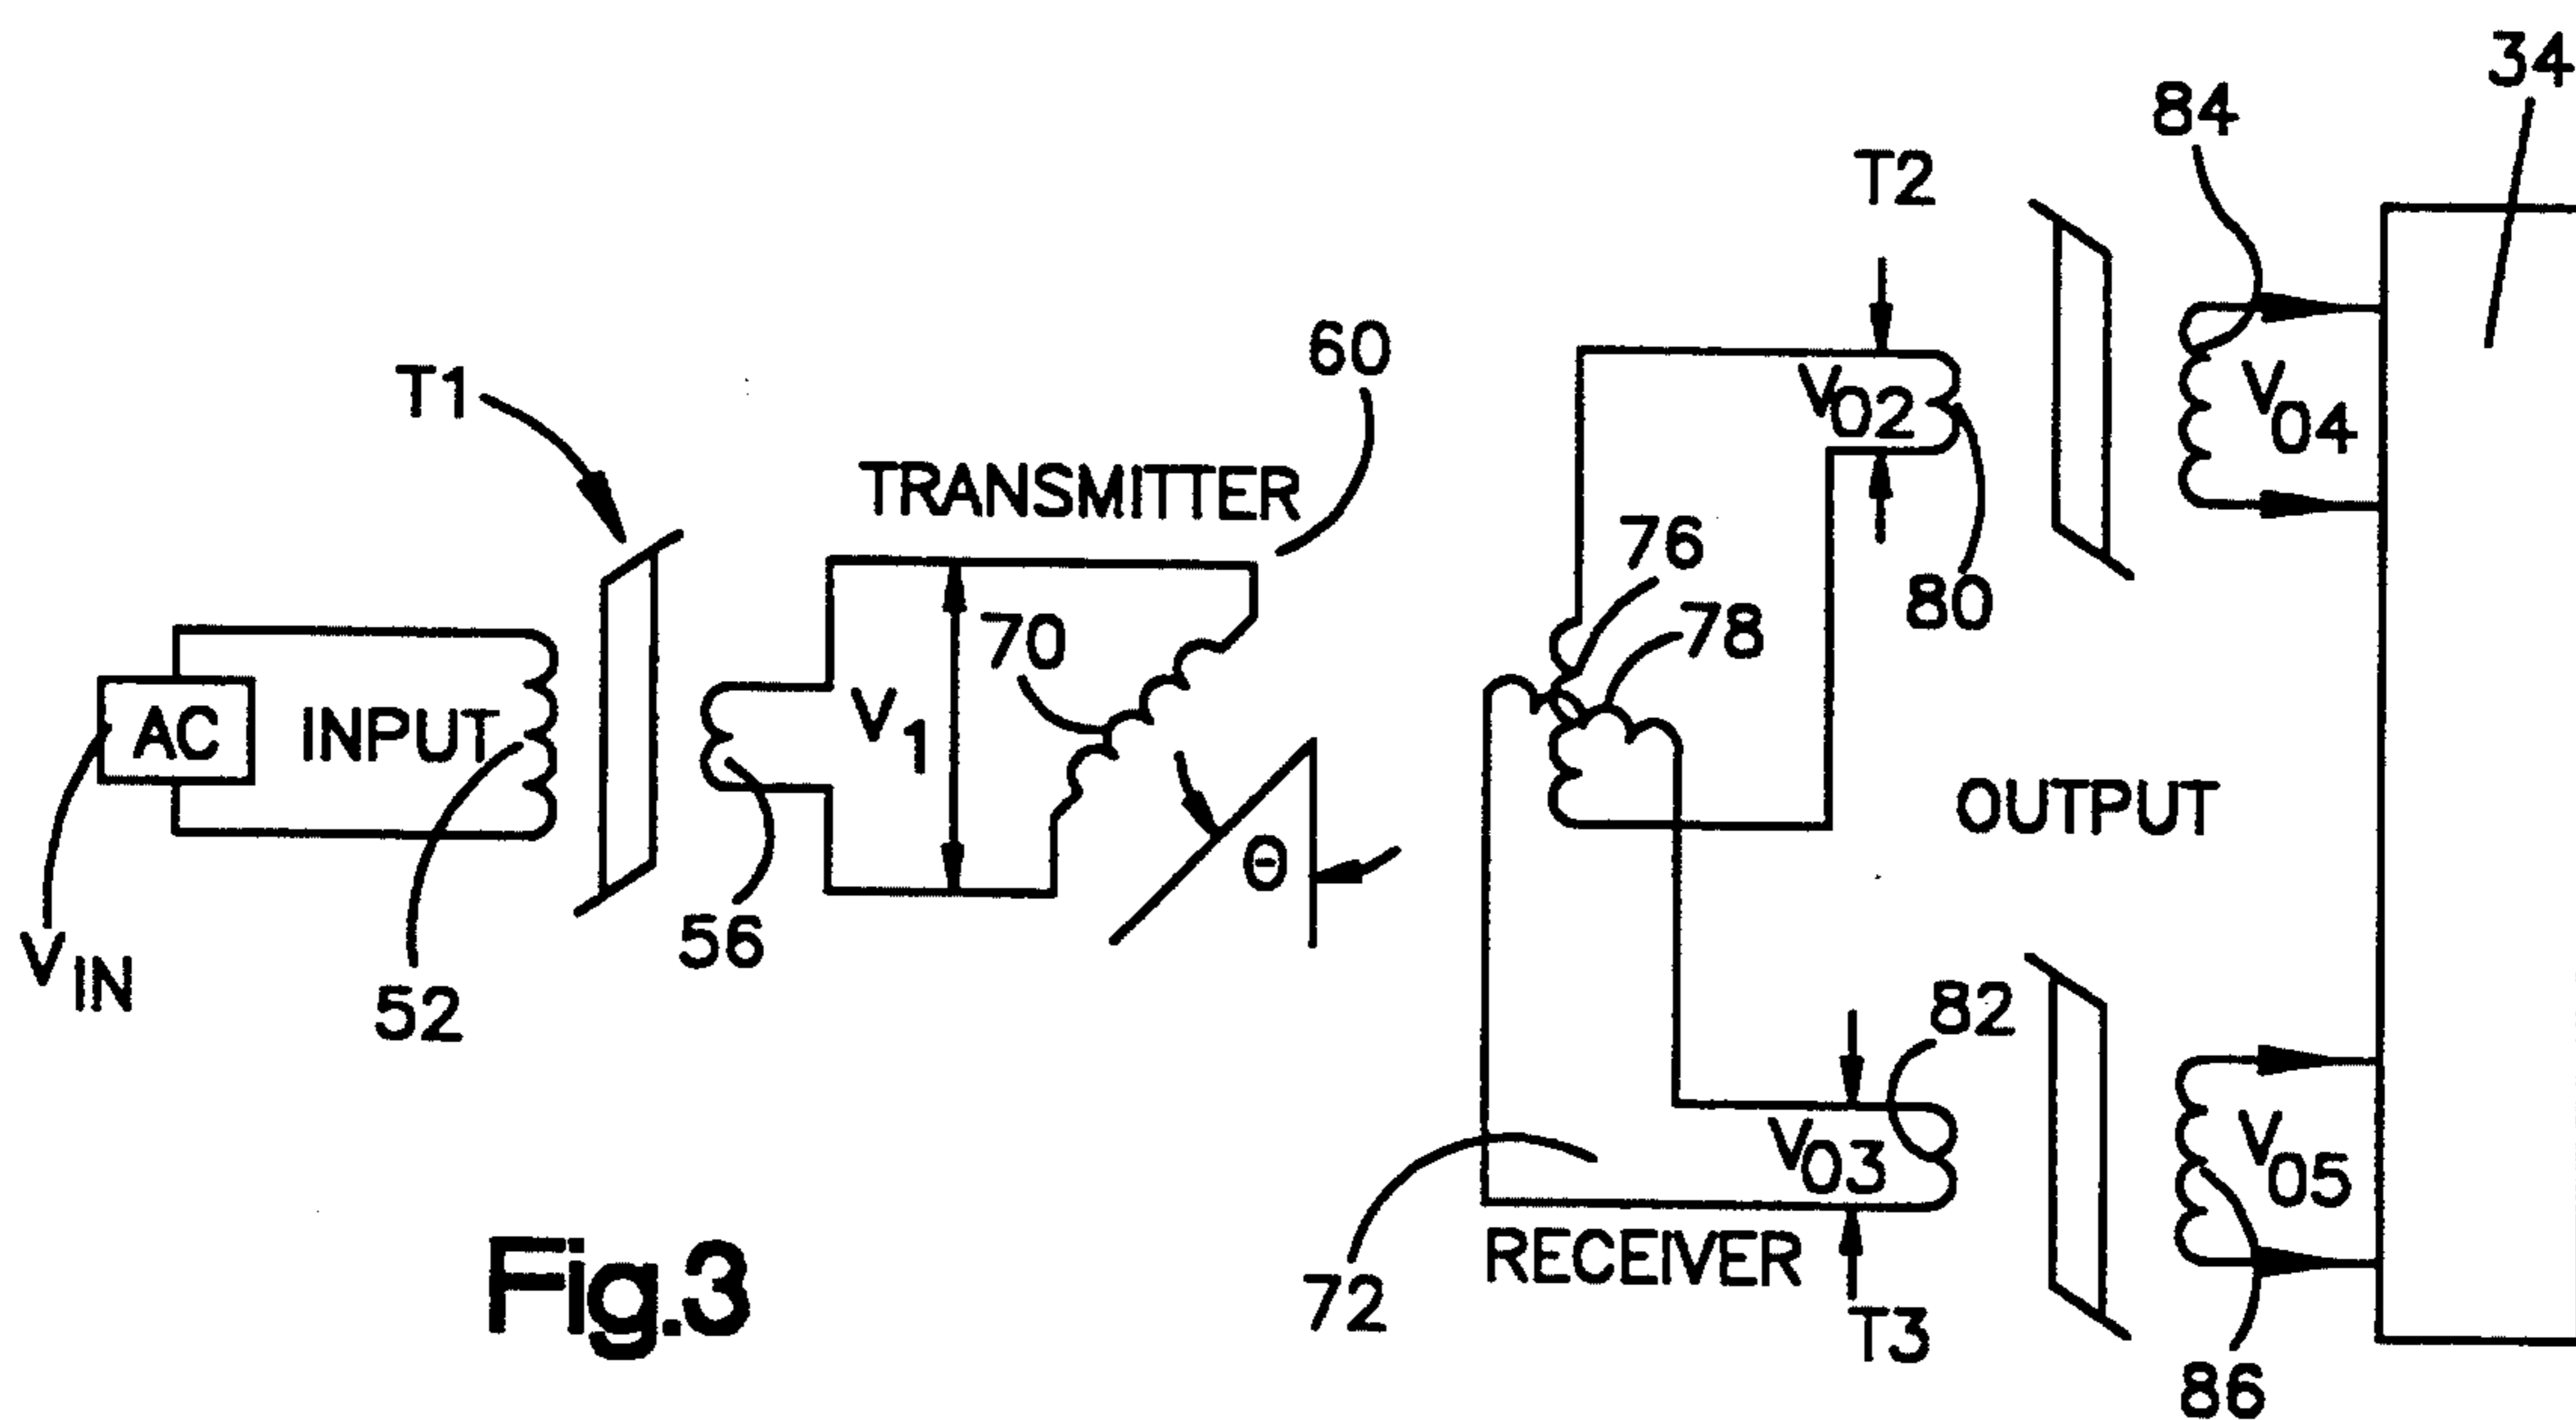 34
84
T2
60
T1
V02
V04
TRANSMITTER
76
80
78
70
AC
INPUT
V1
OUTPUT
θ
56
VIN
52
82
V03
V05
RECEIVER
72
T3
Fig.3
86